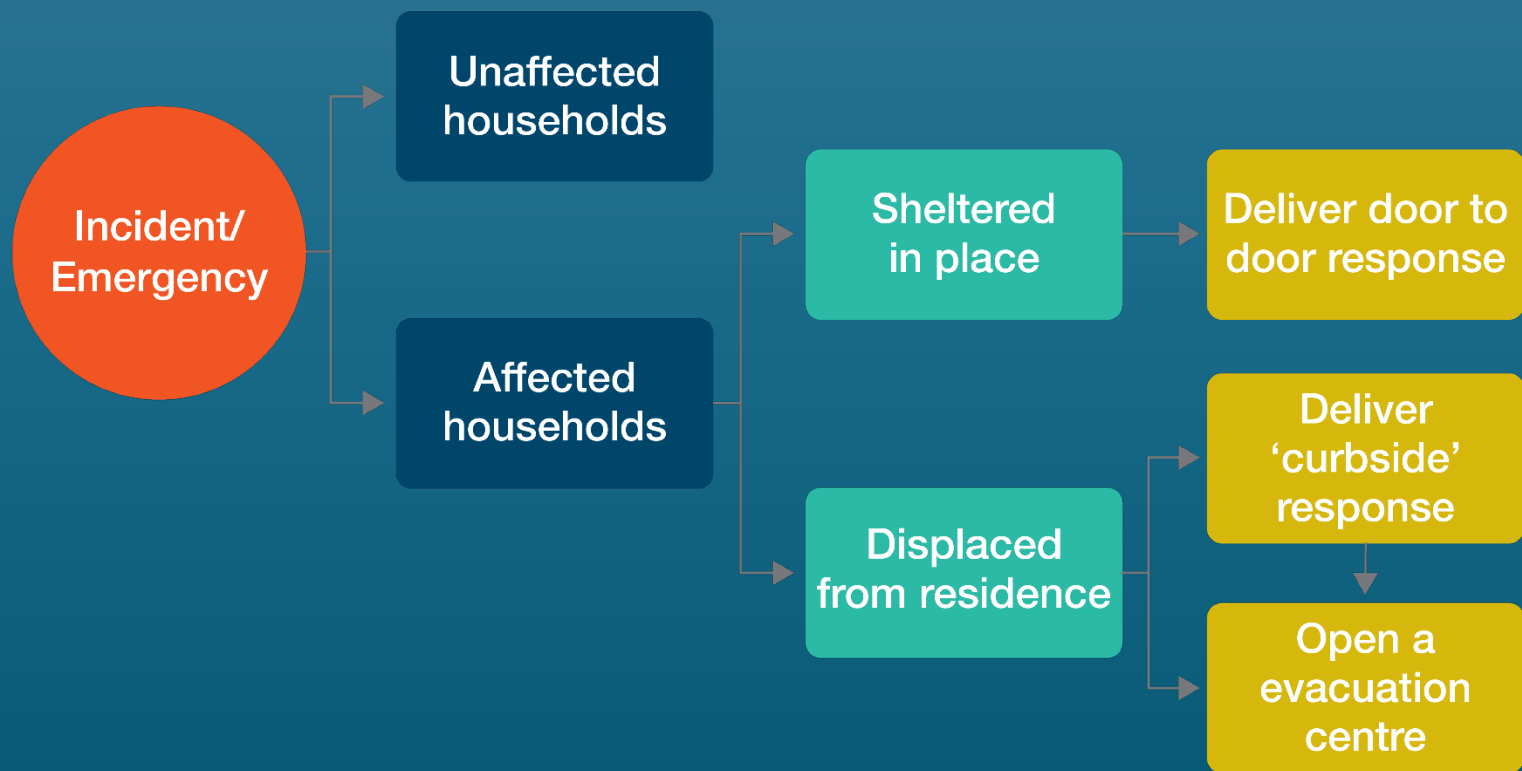 Unaffected
households
Incident/
Emergency
Affected
households
Sheltered
in place
Deliver door to
door response
Displaced
from residence
Deliver
‘curbside’
response
Open a
evacuation
centre